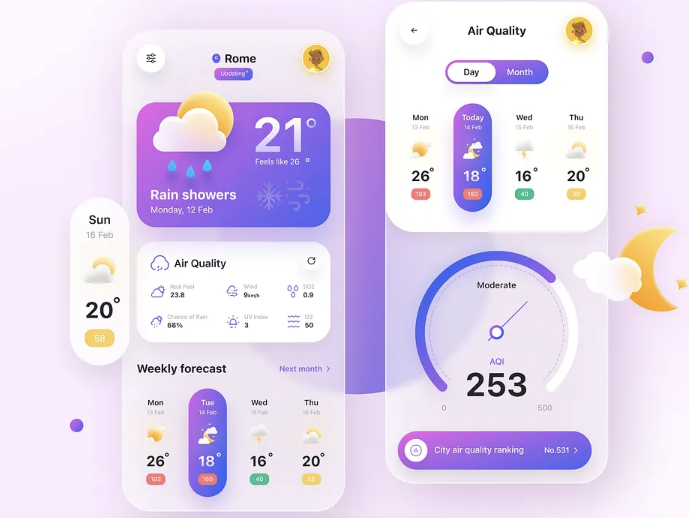 Rome
Updating
21°
Feels like 26 °
Rain showers
Monday, 12 Feb
Air Quality
Real Feel
23.6
Wind
9km/h
SO2
0.9
Chance of Rain
68%
UV Index
3
O3
50
Weekly forecast
Next month >
Mon
13 Feb
26°
103
Tue
14 Feb
18°
160
Wed
15 Feb
16°
40
Thu
16 Feb
20°
58
Sun
16 Feb
20°
58
Air Quality
Day
Month
Mon
13 Feb
26°
103
Today
14 Feb
18°
160
Wed
15 Feb
16°
40
Thu
16 Feb
20°
58
Moderate
AQI
253
0
500
City air quality ranking
No.531 >